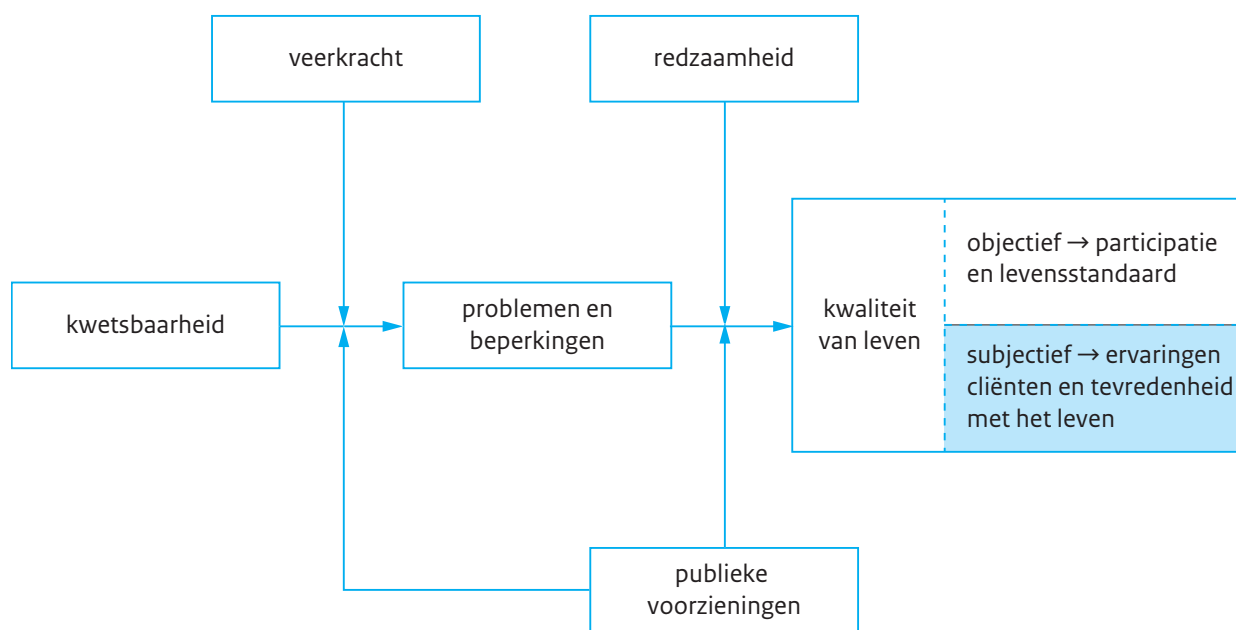 veerkracht
redzaamheid
kwetsbaarheid
problemen en
beperkingen
kwaliteit
van leven
objectief → participatie
en levensstandaard
subjectief → ervaringen
cliënten en tevredenheid
met het leven
publieke
voorzieningen